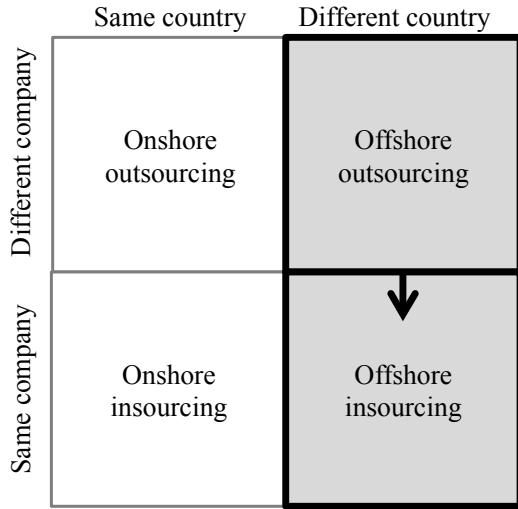 Same country
Different country
Different company
Onshore
outsourcing
Offshore
outsourcing
Same company
Onshore
insourcing
Offshore
insourcing